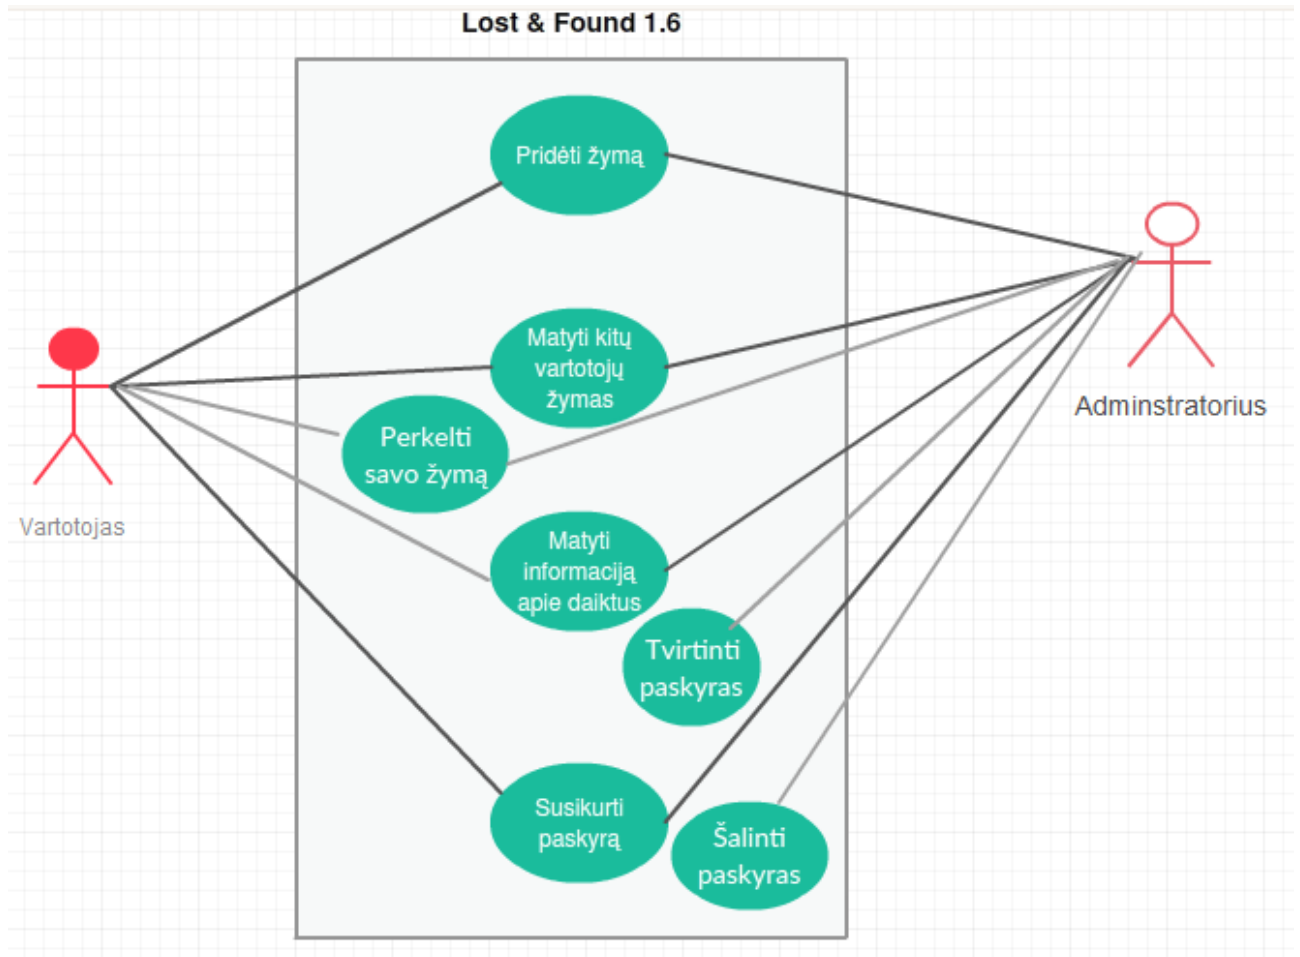 Lost & Found 1.6
Pridėti žymą
Matyti kitų
vartotojų
žymas
Perkelti
savo žymą
Matyti
informaciją
apie daiktus
Tvirtinti
paskyras
Susikurti
paskyrą
Šalinti
paskyras
Vartotojas
Adminstratorius